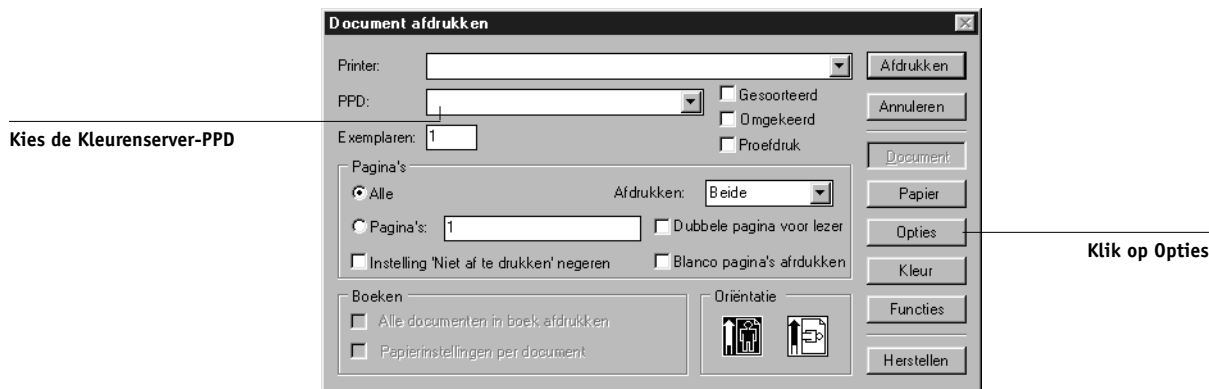 Document afdrukken
Printer:
Afdrukken
PPD:
Gesoorteerd
Annuleren
Omgekeerd
Kies de Kleurenserver-PPD
Exemplaren: 1
Proefdruk
Document
Pagina's
Alle
Afdrukken: Beide
Papier
Pagina's: 1
Dubbele pagina voor lezer
Opties
Klik op Opties
Instelling 'Niet af te drukken' negeren
Blanco pagina's afrdukken
Kleur
Boeken
Oriëntatie
Functies
Alle documenten in boek afdrukken
Papierinstellingen per document
Herstellen